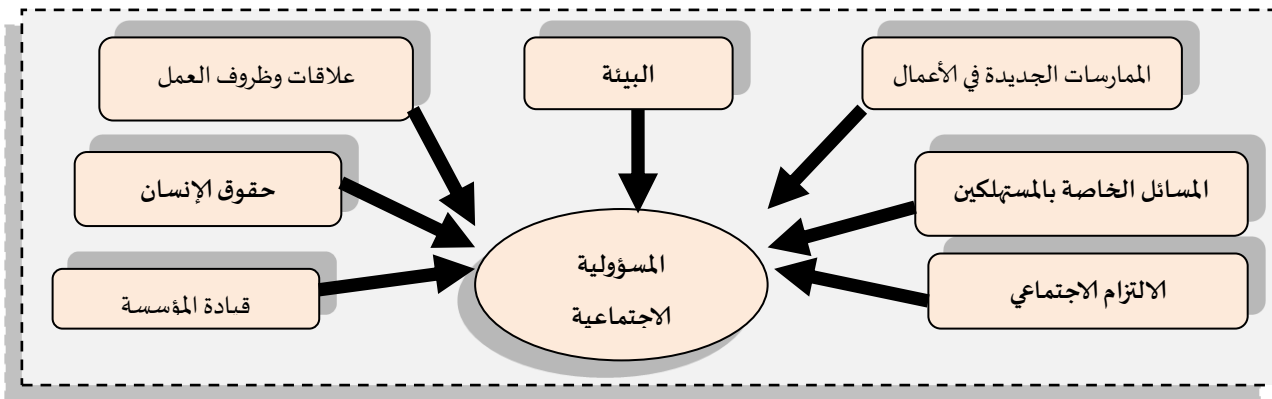 الممارسات الجديدة في الأعمال
البيئة
علاقات وظروف العمل
المسائل الخاصة بالمستهلكين
حقوق الإنسان
الالتزام الاجتماعي
قيادة المؤسسة
المسؤولية
الاجتماعية